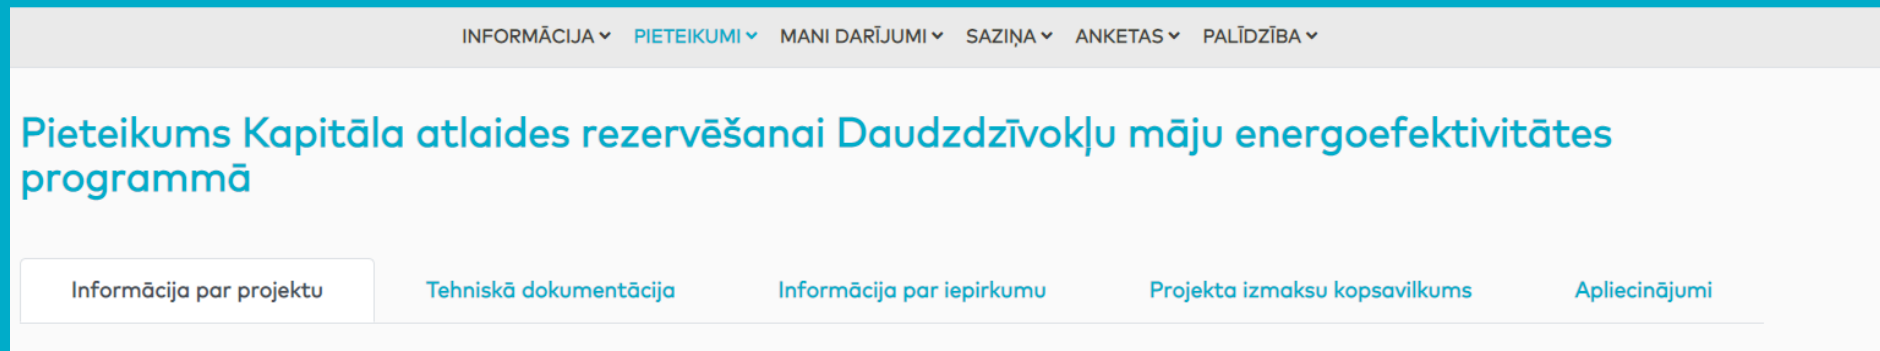 INFORMĀCIJA PIETEIKUMI MANI DARĪJUMI SAZIŅA ANKETAS PALĪDZĪBA
Pieteikums Kapitāla atlaides rezervēšanai Daudzdzīvokļu māju energoefektivitātes
programmā
Informācija par projektu Tehniskā dokumentācija Informācija par iepirkumu Projekta izmaksu kopsavilkums Apliecinājumi